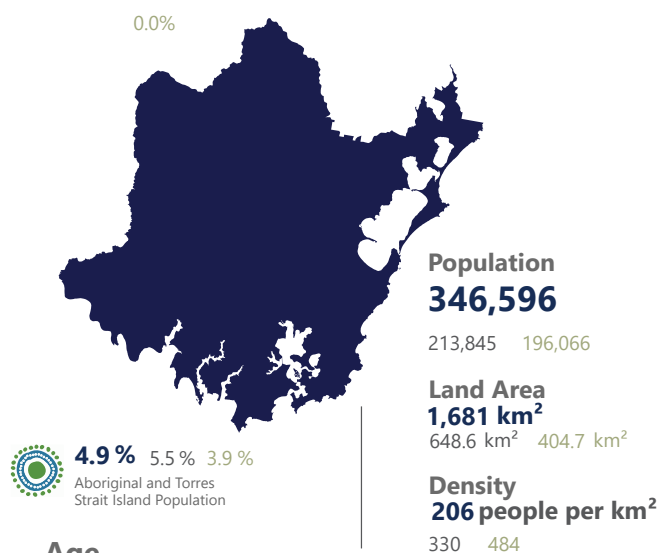 0.0%
Population
346,596
213,845 196,066
Land Area
1,681 km²
648.6 km² 404.7 km²
4.9 % 5.5 % 3.9 %
Aboriginal and Torres
Strait Island Population
Density
206 people per km²
330 484
Age